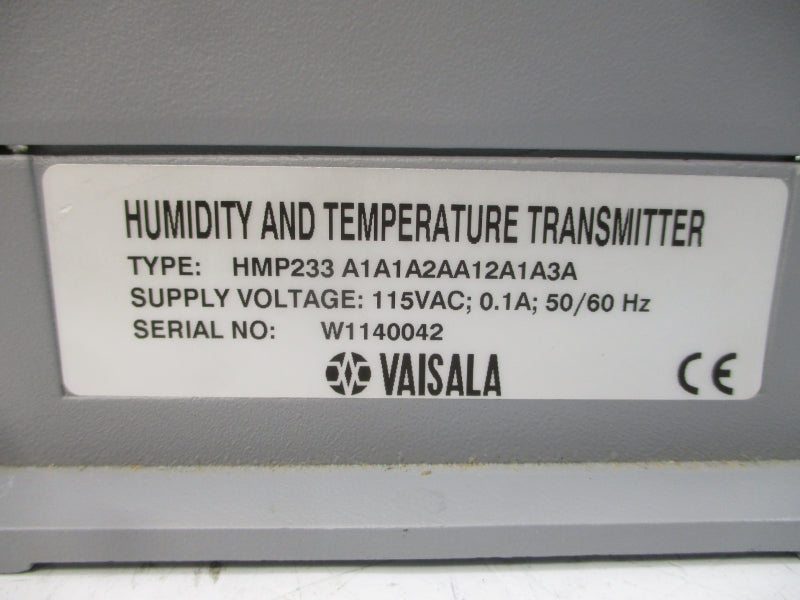 HUMIDITY AND TEMPERATURE TRANSMITTER
TYPE: HMP233 A1A1A2AA12A1A3A
SUPPLY VOLTAGE: 115VAC; 0.1A; 50/60 Hz
SERIAL NO: W1140042
VAISALA CE